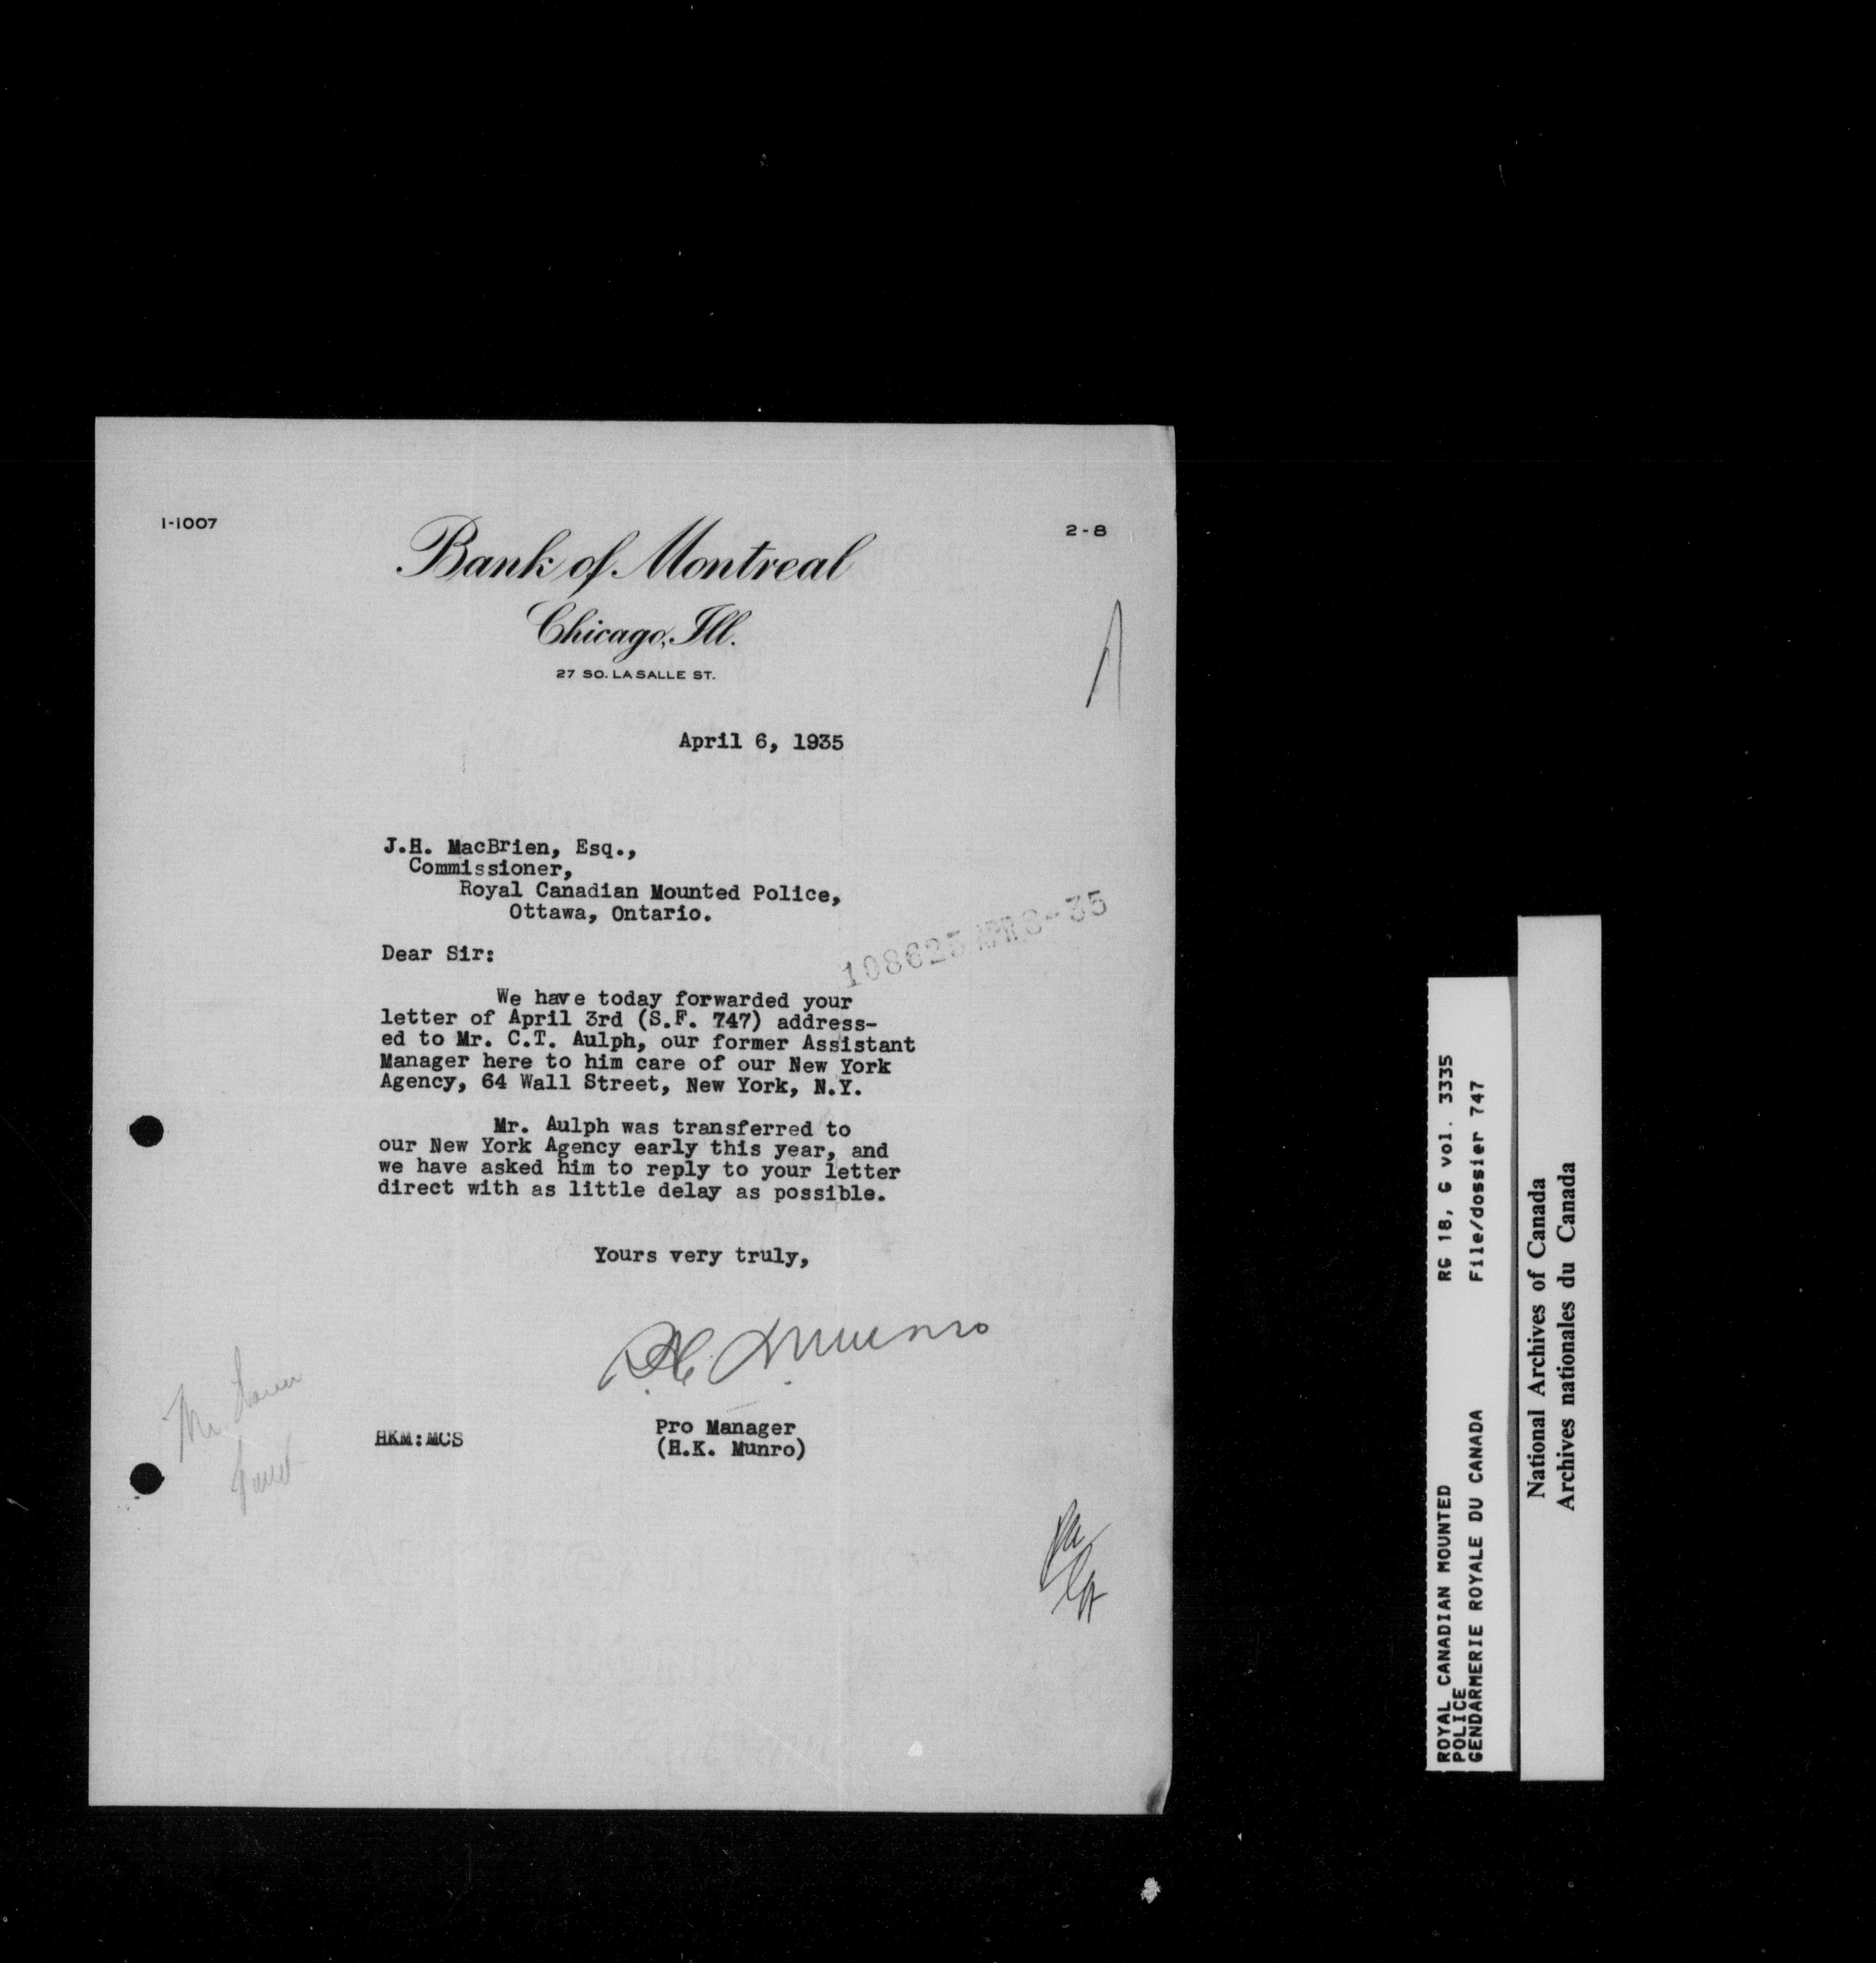 1-1007
2-8
Bank of Montreal
Chicago, Ill.
27 SO. LA SALLE ST.
April 6, 1935
J.H. MacBrien, Esq.,
Commissioner,
Royal Canadian Mounted Police,
Ottawa, Ontario.
108625 APR 8-35
Dear Sir:
We have today forwarded your
letter of April 3rd (S.F. 747) address-
ed to Mr. C.T. Aulph, our former Assistant
Manager here to him care of our New York
Agency, 64 Wall Street, New York, N.Y.
Mr. Aulph was transferred to
our New York Agency early this year, and
we have asked him to reply to your letter
direct with as little delay as possible.
Yours very truly,
H.K. Munro
Pro Manager
(H.K. Munro)
HKM:MCS
ROYAL CANADIAN MOUNTED RG 18, G vol. 3335
POLICE
GENDARMERIE ROYALE DU CANADA File/dossier 747
National Archives of Canada
Archives nationales du Canada